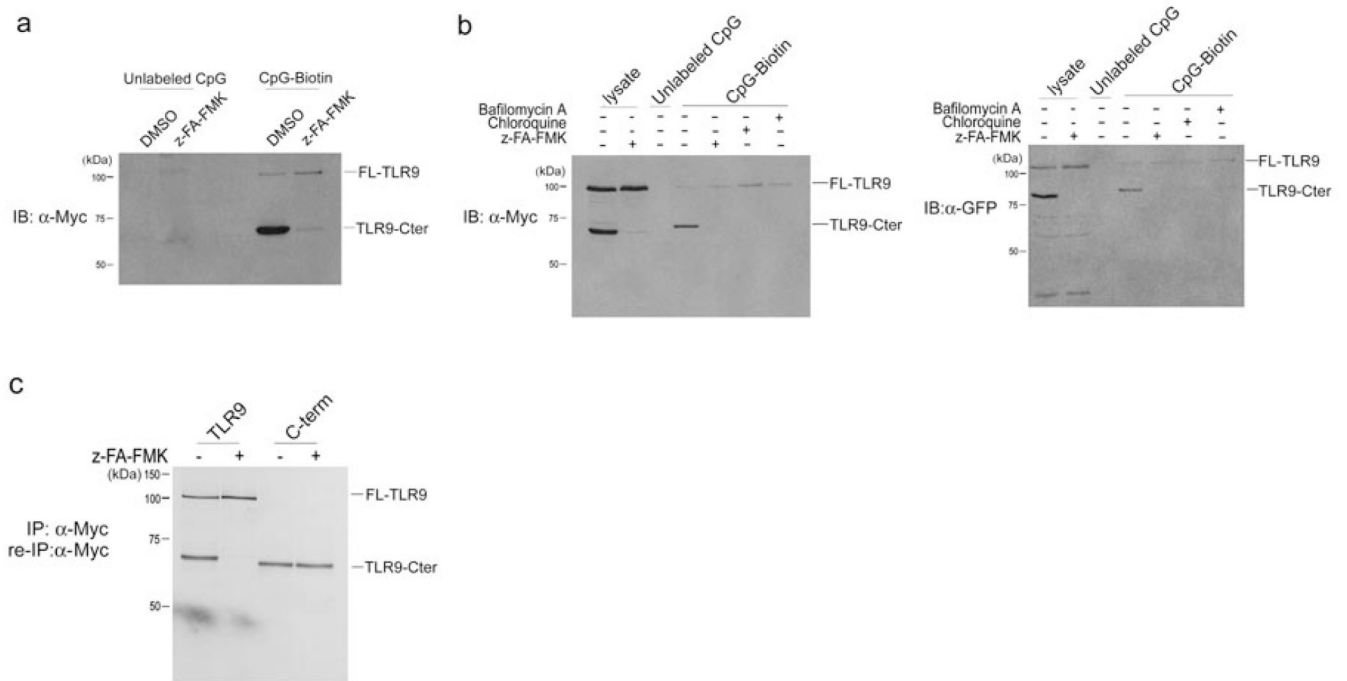 a
Unlabeled CpG CpG-Biotin
DMSO z-FA-FMK DMSO z-FA-FMK
(kDa)
100
FL-TLR9
75
IB: α-Myc
TLR9-Cter
50
b
lysate Unlabeled CpG CpG-Biotin
Bafilomycin A - - - - - - +
Chloroquine - - - - - + -
z-FA-FMK - + - - + - -
(kDa)
100
FL-TLR9
75
IB: α-Myc
TLR9-Cter
50
lysate Unlabeled CpG CpG-Biotin
Bafilomycin A - - - - - - +
Chloroquine - - - - - + -
z-FA-FMK - + - - + - -
(kDa)
100
FL-TLR9
TLR9-Cter
75
IB:α-GFP
50
c
TLR9 C-term
z-FA-FMK - + - +
(kDa) 150
100
FL-TLR9
IP: α-Myc
75
re-IP:α-Myc
TLR9-Cter
50